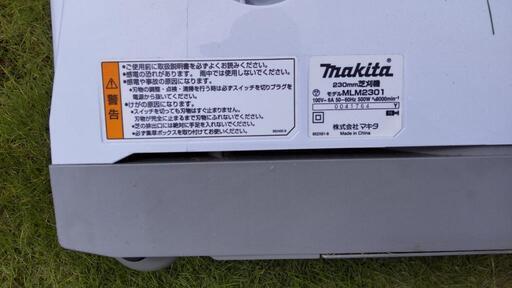 警告
●ご使用前に取扱説明書を必ずよくお読みください。
●感電の恐れがあります。雨中では使用しないでください。
●感電や事故の原因になります。
●刃物の調整・点検・清掃を行う時は必ずスイッチを切りプラグを
電源から抜いてください。
●けがの原因になります。
●スイッチを切っても刃物はすぐ止まりません。
刃物が完全に止まるまで刃物にふれないでください。
●芝の排出口には絶対に手足を入れないでください。
●必ず集草ボックスを取り付けてお使いください。
makita
230mm芝刈機
モデルMLM2301
100V~ 6A 50-60Hz 500W
株式会社マキタ
Made in China